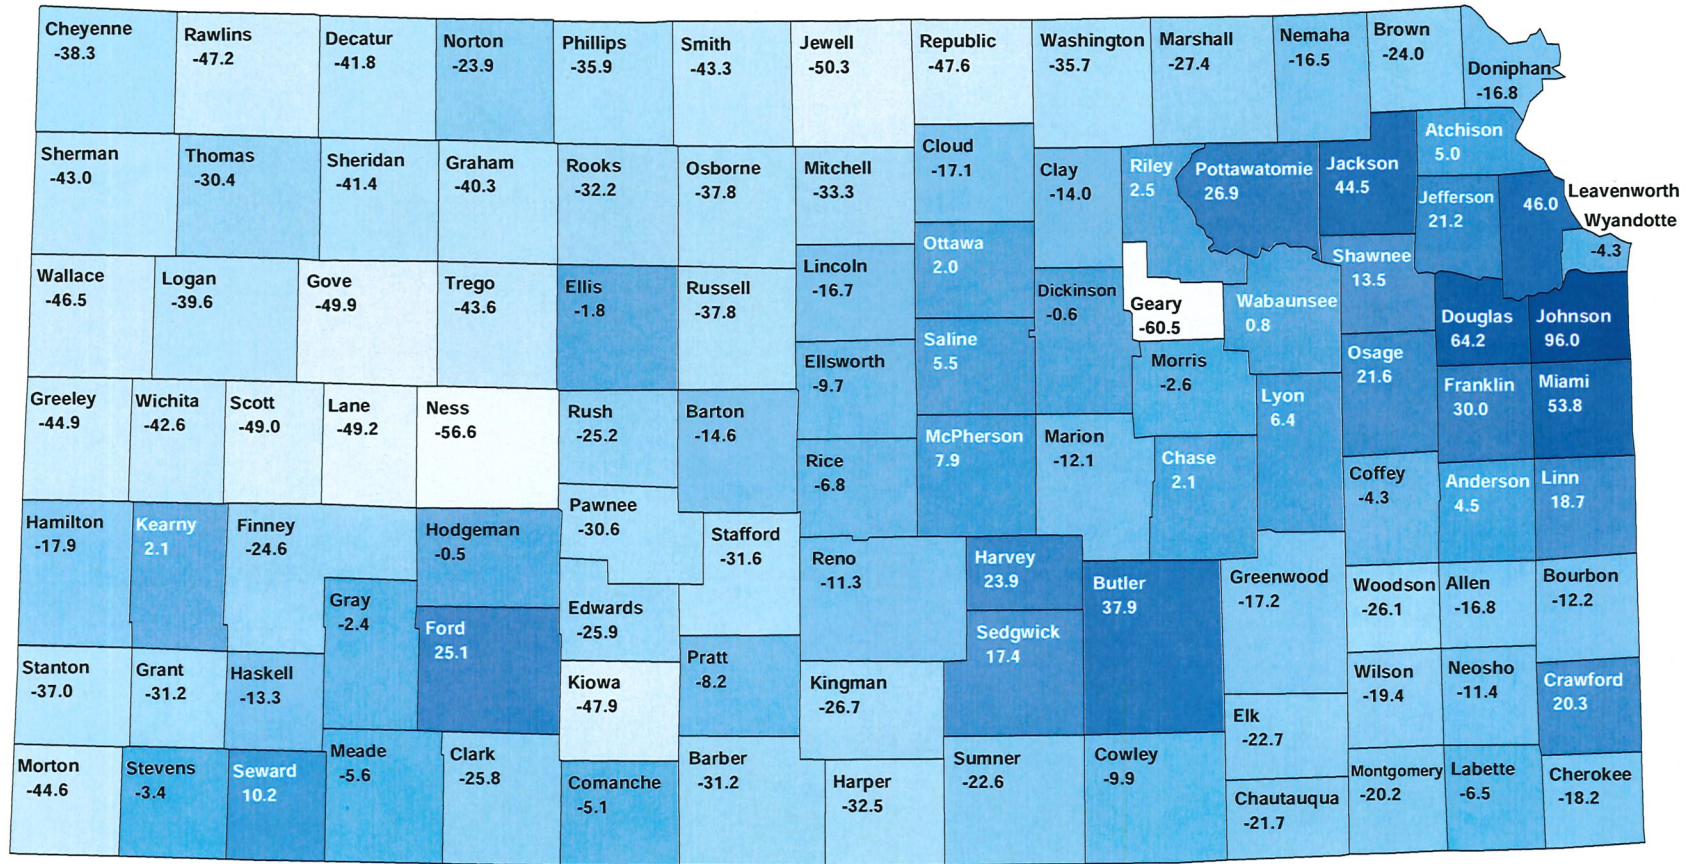 Cheyenne
-38.3
Rawlins
-47.2
Decatur
-41.8
Norton
-23.9
Phillips
-35.9
Smith
-43.3
Jewell
-50.3
Republic
-47.6
Washington
-35.7
Marshall
-27.4
Nemaha
-16.5
Brown
-24.0
Doniphan
-16.8
Sherman
-43.0
Thomas
-30.4
Sheridan
-41.4
Graham
-40.3
Rooks
-32.2
Osborne
-37.8
Mitchell
-33.3
Cloud
-17.1
Clay
-14.0
Riley
2.5
Pottawatomie
26.9
Jackson
44.5
Atchison
5.0
Jefferson
21.2
Leavenworth
46.0
Wyandotte
-4.3
Wallace
-46.5
Logan
-39.6
Gove
-49.9
Trego
-43.6
Ellis
-1.8
Russell
-37.8
Lincoln
-16.7
Ottawa
2.0
Dickinson
-0.6
Geary
-60.5
Wabaunsee
0.8
Shawnee
13.5
Douglas
64.2
Johnson
96.0
Ellsworth
-9.7
Saline
5.5
Morris
-2.6
Osage
21.6
Franklin
30.0
Miami
53.8
Greeley
-44.9
Wichita
-42.6
Scott
-49.0
Lane
-49.2
Ness
-56.6
Rush
-25.2
Barton
-14.6
Rice
-6.8
McPherson
7.9
Marion
-12.1
Chase
2.1
Lyon
6.4
Coffey
-4.3
Anderson
4.5
Linn
18.7
Hamilton
-17.9
Kearny
2.1
Finney
-24.6
Hodgeman
-0.5
Pawnee
-30.6
Stafford
-31.6
Reno
-11.3
Harvey
23.9
Butler
37.9
Greenwood
-17.2
Woodson
-26.1
Allen
-16.8
Bourbon
-12.2
Gray
-2.4
Ford
25.1
Edwards
-25.9
Sedgwick
17.4
Stanton
-37.0
Grant
-31.2
Haskell
-13.3
Kiowa
-47.9
Pratt
-8.2
Kingman
-26.7
Wilson
-19.4
Neosho
-11.4
Crawford
20.3
Elk
-22.7
Morton
-44.6
Stevens
-3.4
Seward
10.2
Meade
-5.6
Clark
-25.8
Comanche
-5.1
Barber
-31.2
Harper
-32.5
Sumner
-22.6
Cowley
-9.9
Chautauqua
-21.7
Montgomery
-20.2
Labette
-6.5
Cherokee
-18.2